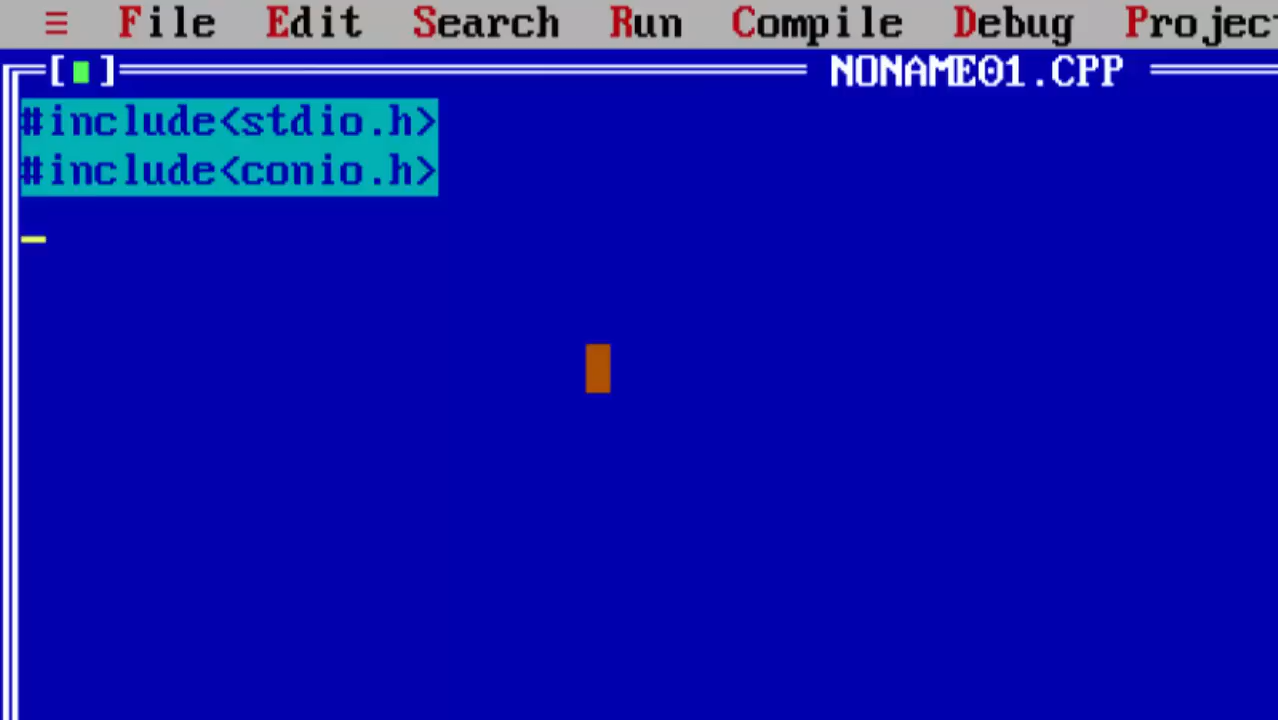 ≡ File Edit Search Run Compile Debug Projec
[■] NONAME01.CPP
#include<stdio.h>
#include<conio.h>